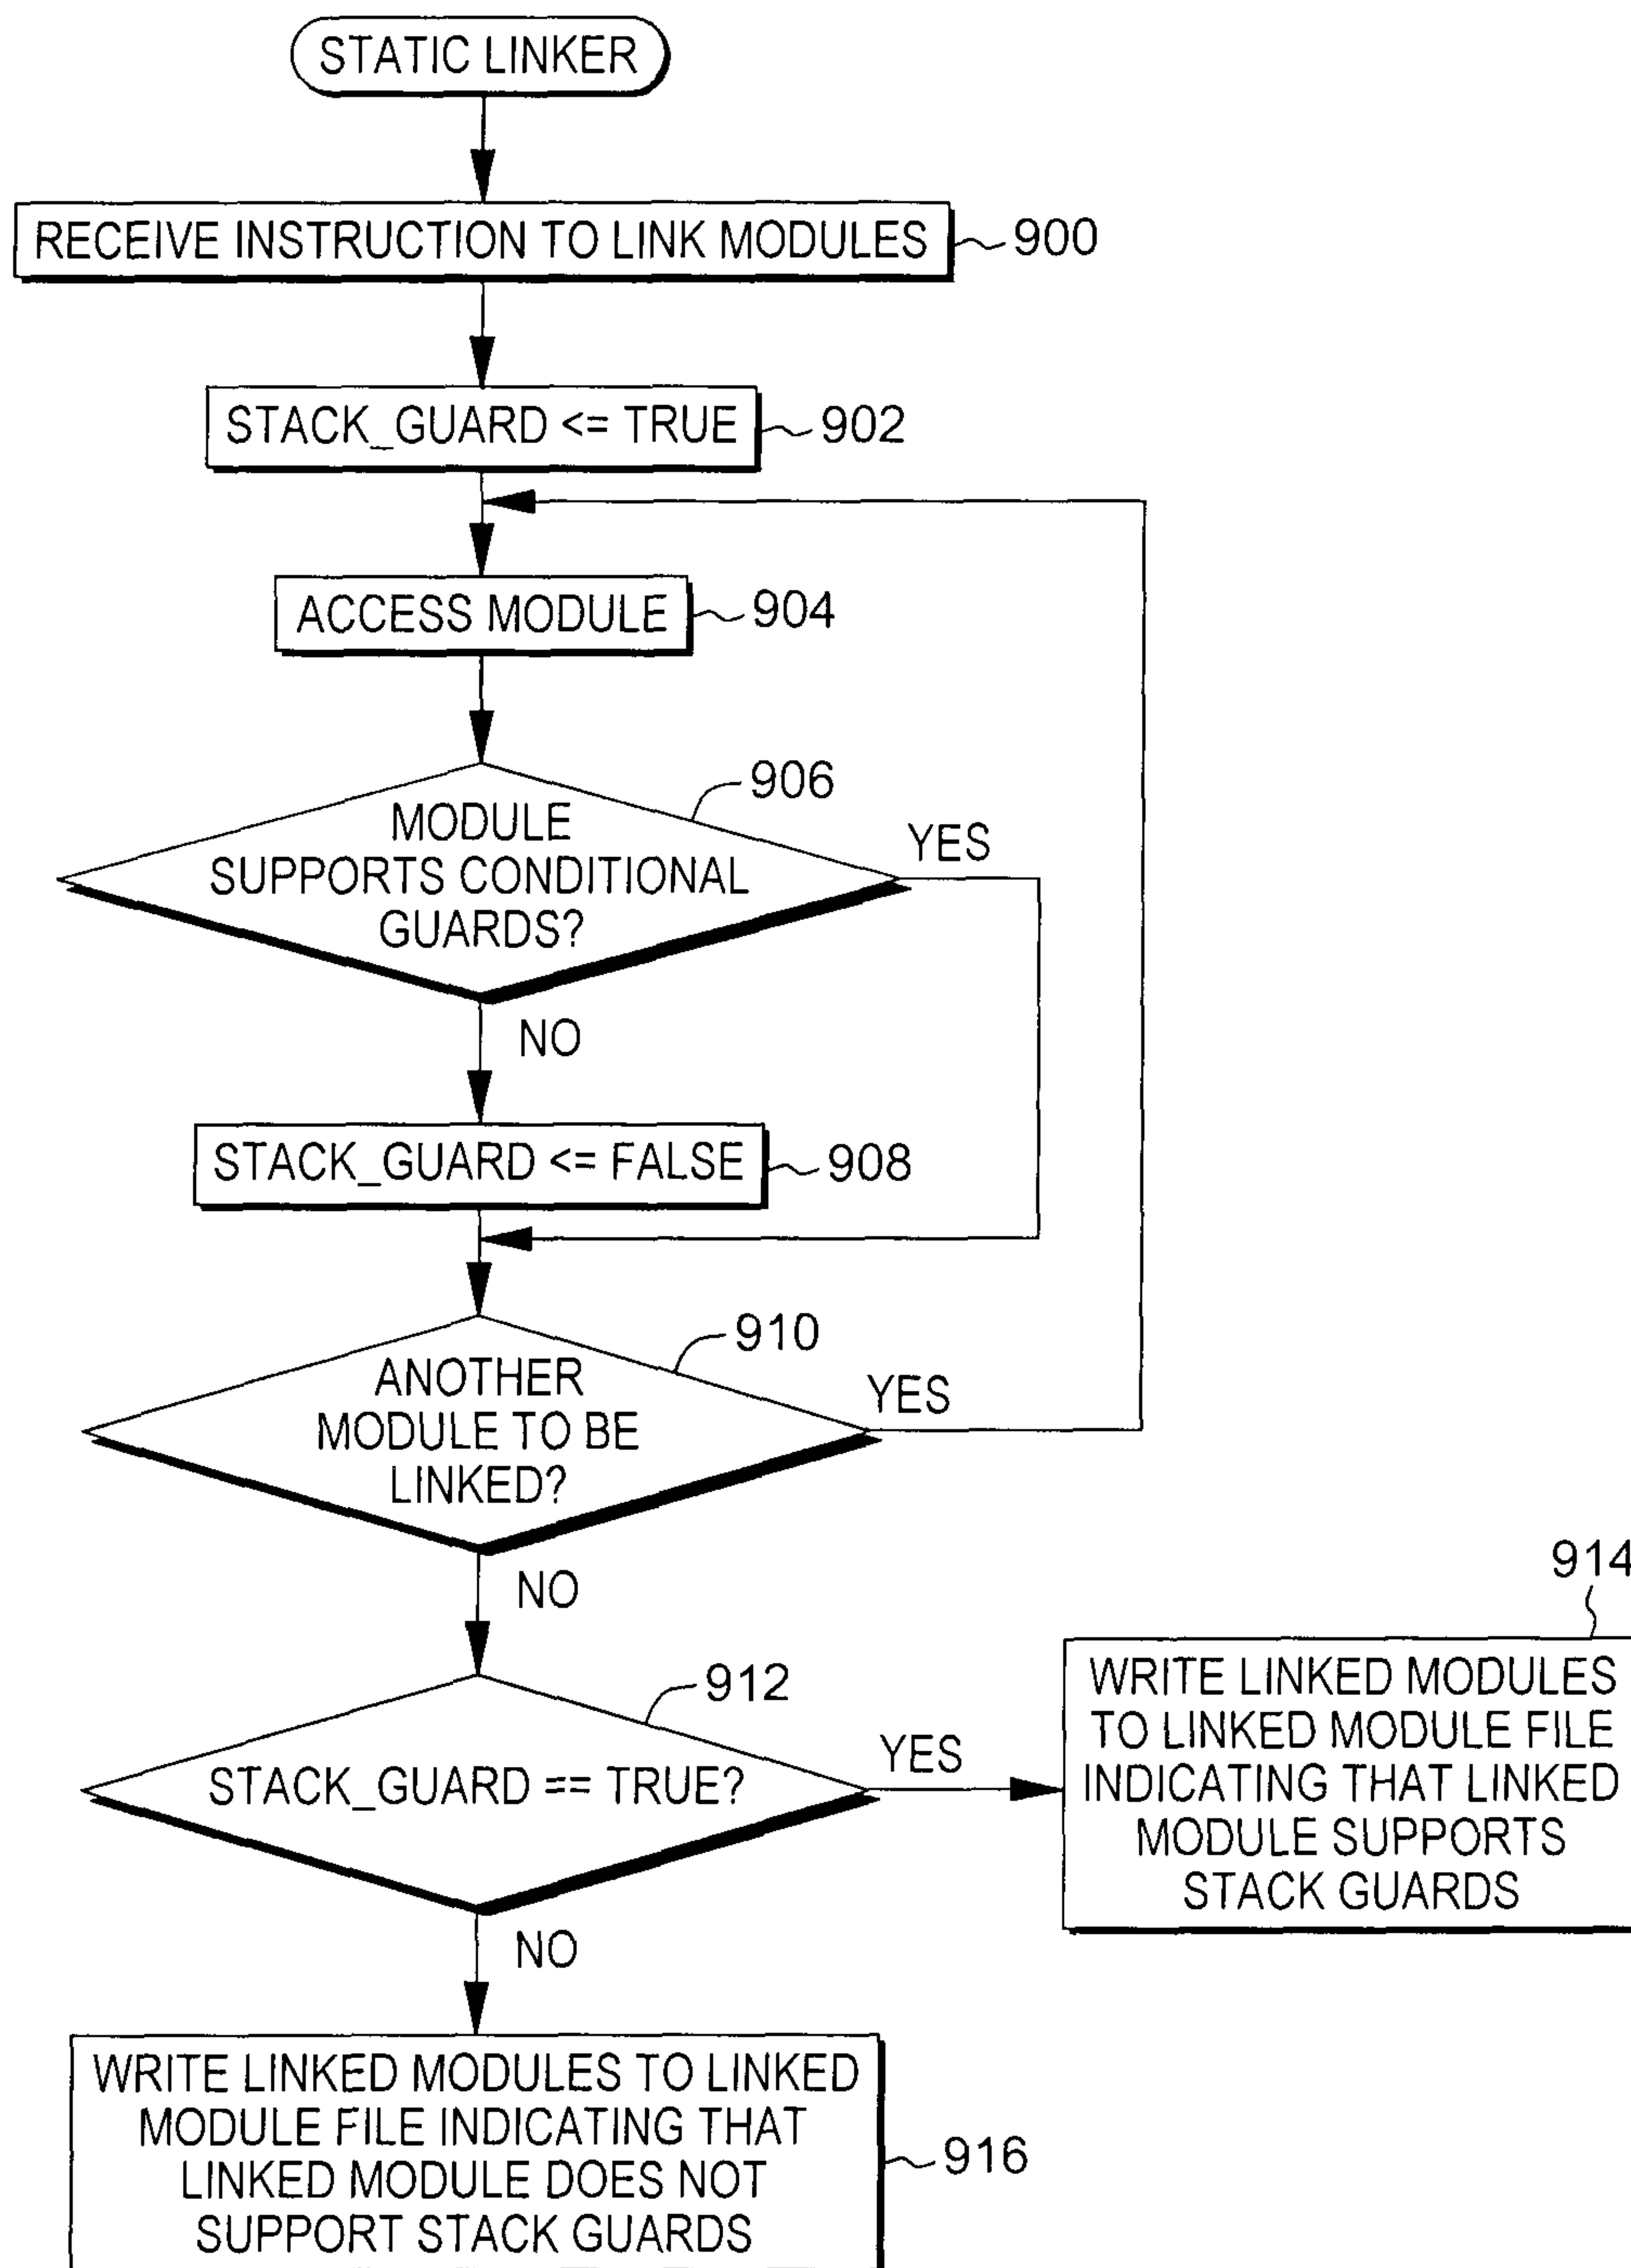 STATIC LINKER
RECEIVE INSTRUCTION TO LINK MODULES
900
STACK_GUARD <= TRUE
902
ACCESS MODULE
904
906
MODULE
SUPPORTS CONDITIONAL
GUARDS?
YES
NO
STACK_GUARD <= FALSE
908
910
ANOTHER
MODULE TO BE
LINKED?
YES
NO
912
STACK_GUARD == TRUE?
YES
914
WRITE LINKED MODULES
TO LINKED MODULE FILE
INDICATING THAT LINKED
MODULE SUPPORTS
STACK GUARDS
NO
WRITE LINKED MODULES TO LINKED
MODULE FILE INDICATING THAT
LINKED MODULE DOES NOT
SUPPORT STACK GUARDS
916